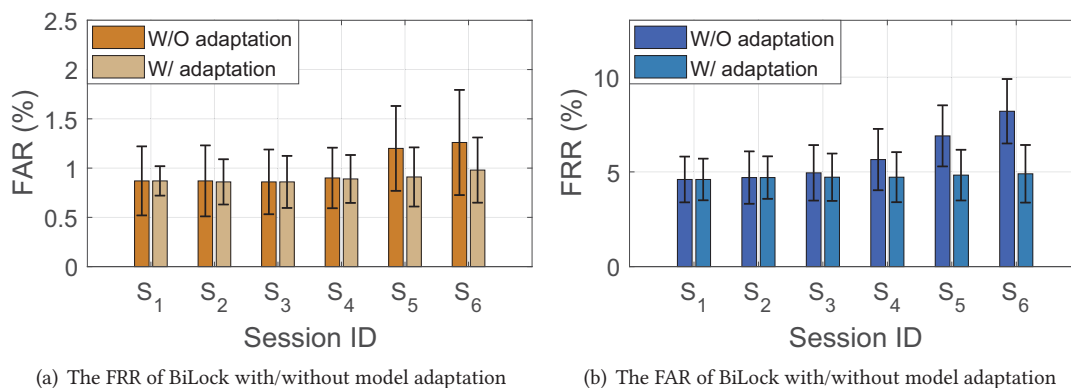 2.5
2
1.5
1
0.5
0
FAR (%)
W/O adaptation
W/ adaptation
S1 S2 S3 S4 S5 S6
Session ID
(a) The FRR of BiLock with/without model adaptation
10
5
0
FRR (%)
W/O adaptation
W/ adaptation
S1 S2 S3 S4 S5 S6
Session ID
(b) The FAR of BiLock with/without model adaptation